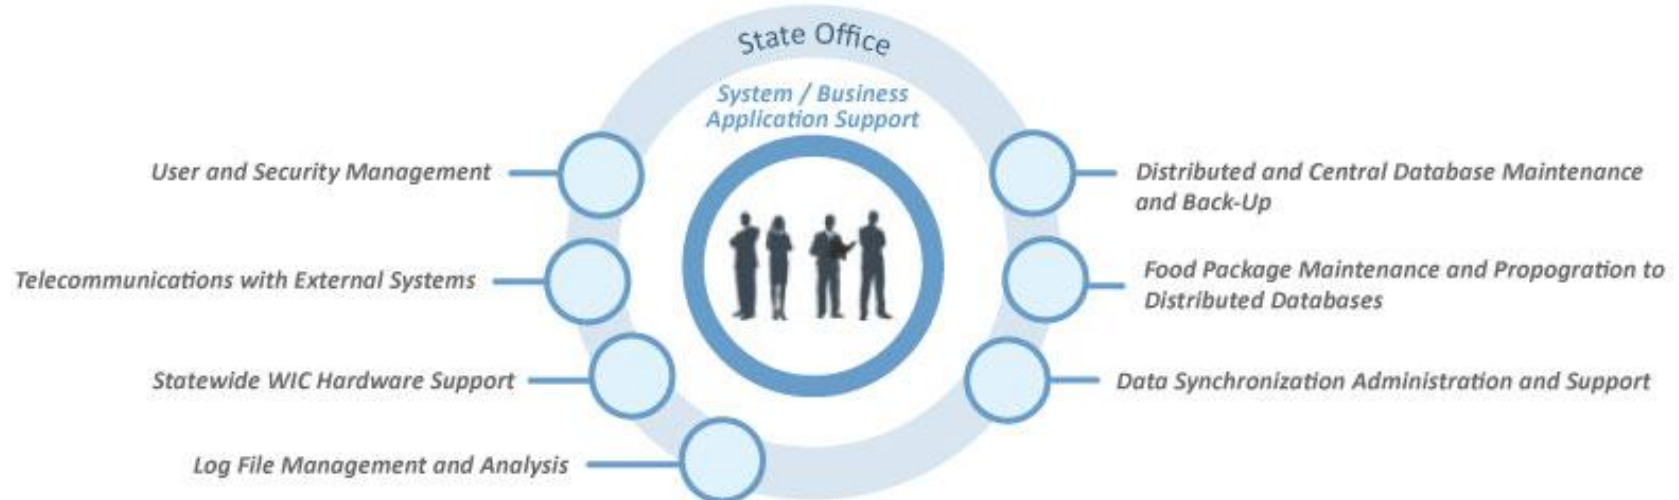 State Office
System / Business
Application Support
User and Security Management
Telecommunications with External Systems
Statewide WIC Hardware Support
Log File Management and Analysis
Distributed and Central Database Maintenance
and Back-Up
Food Package Maintenance and Propogration to
Distributed Databases
Data Synchronization Administration and Support